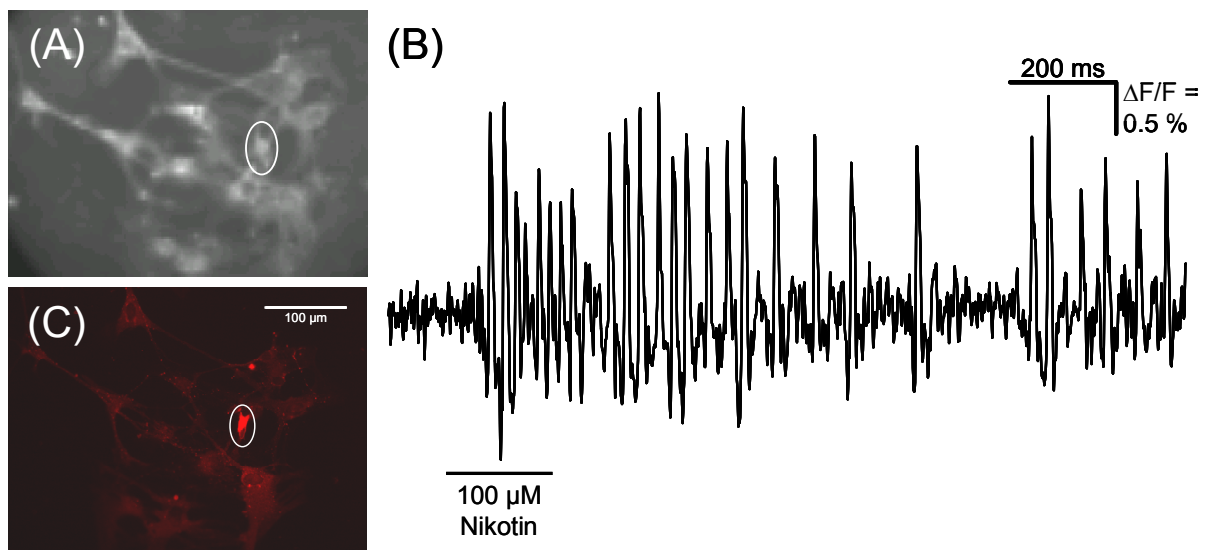 (A)
(B)
200 ms
ΔF/F =
0.5 %
(C)
100 µm
100 µM
Nikotin